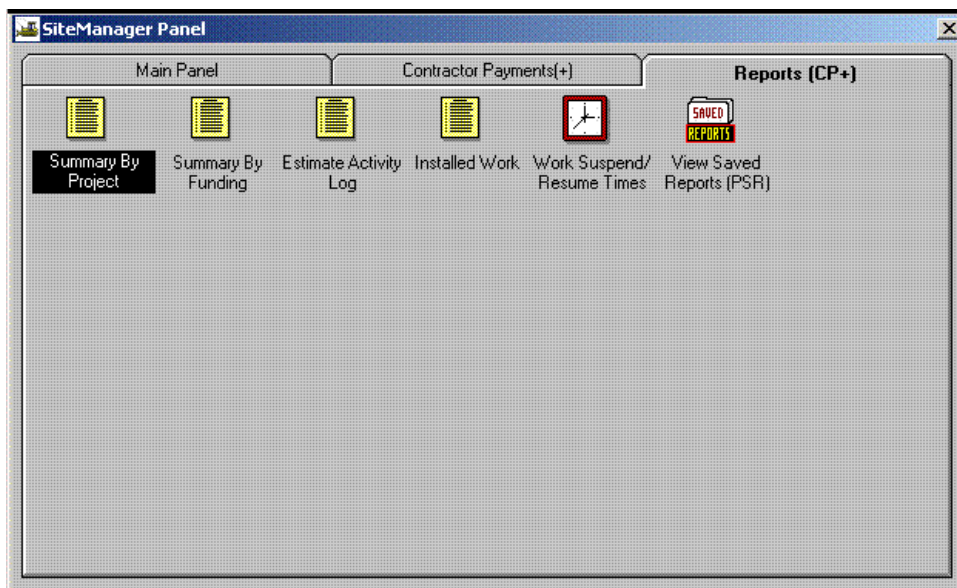 SiteManager Panel
Main Panel
Contractor Payments(+)
Reports (CP+)
SAVED
REPORTS
Summary By
Project
Summary By
Funding
Estimate Activity
Log
Installed Work
Work Suspend/
Resume Times
View Saved
Reports (PSR)